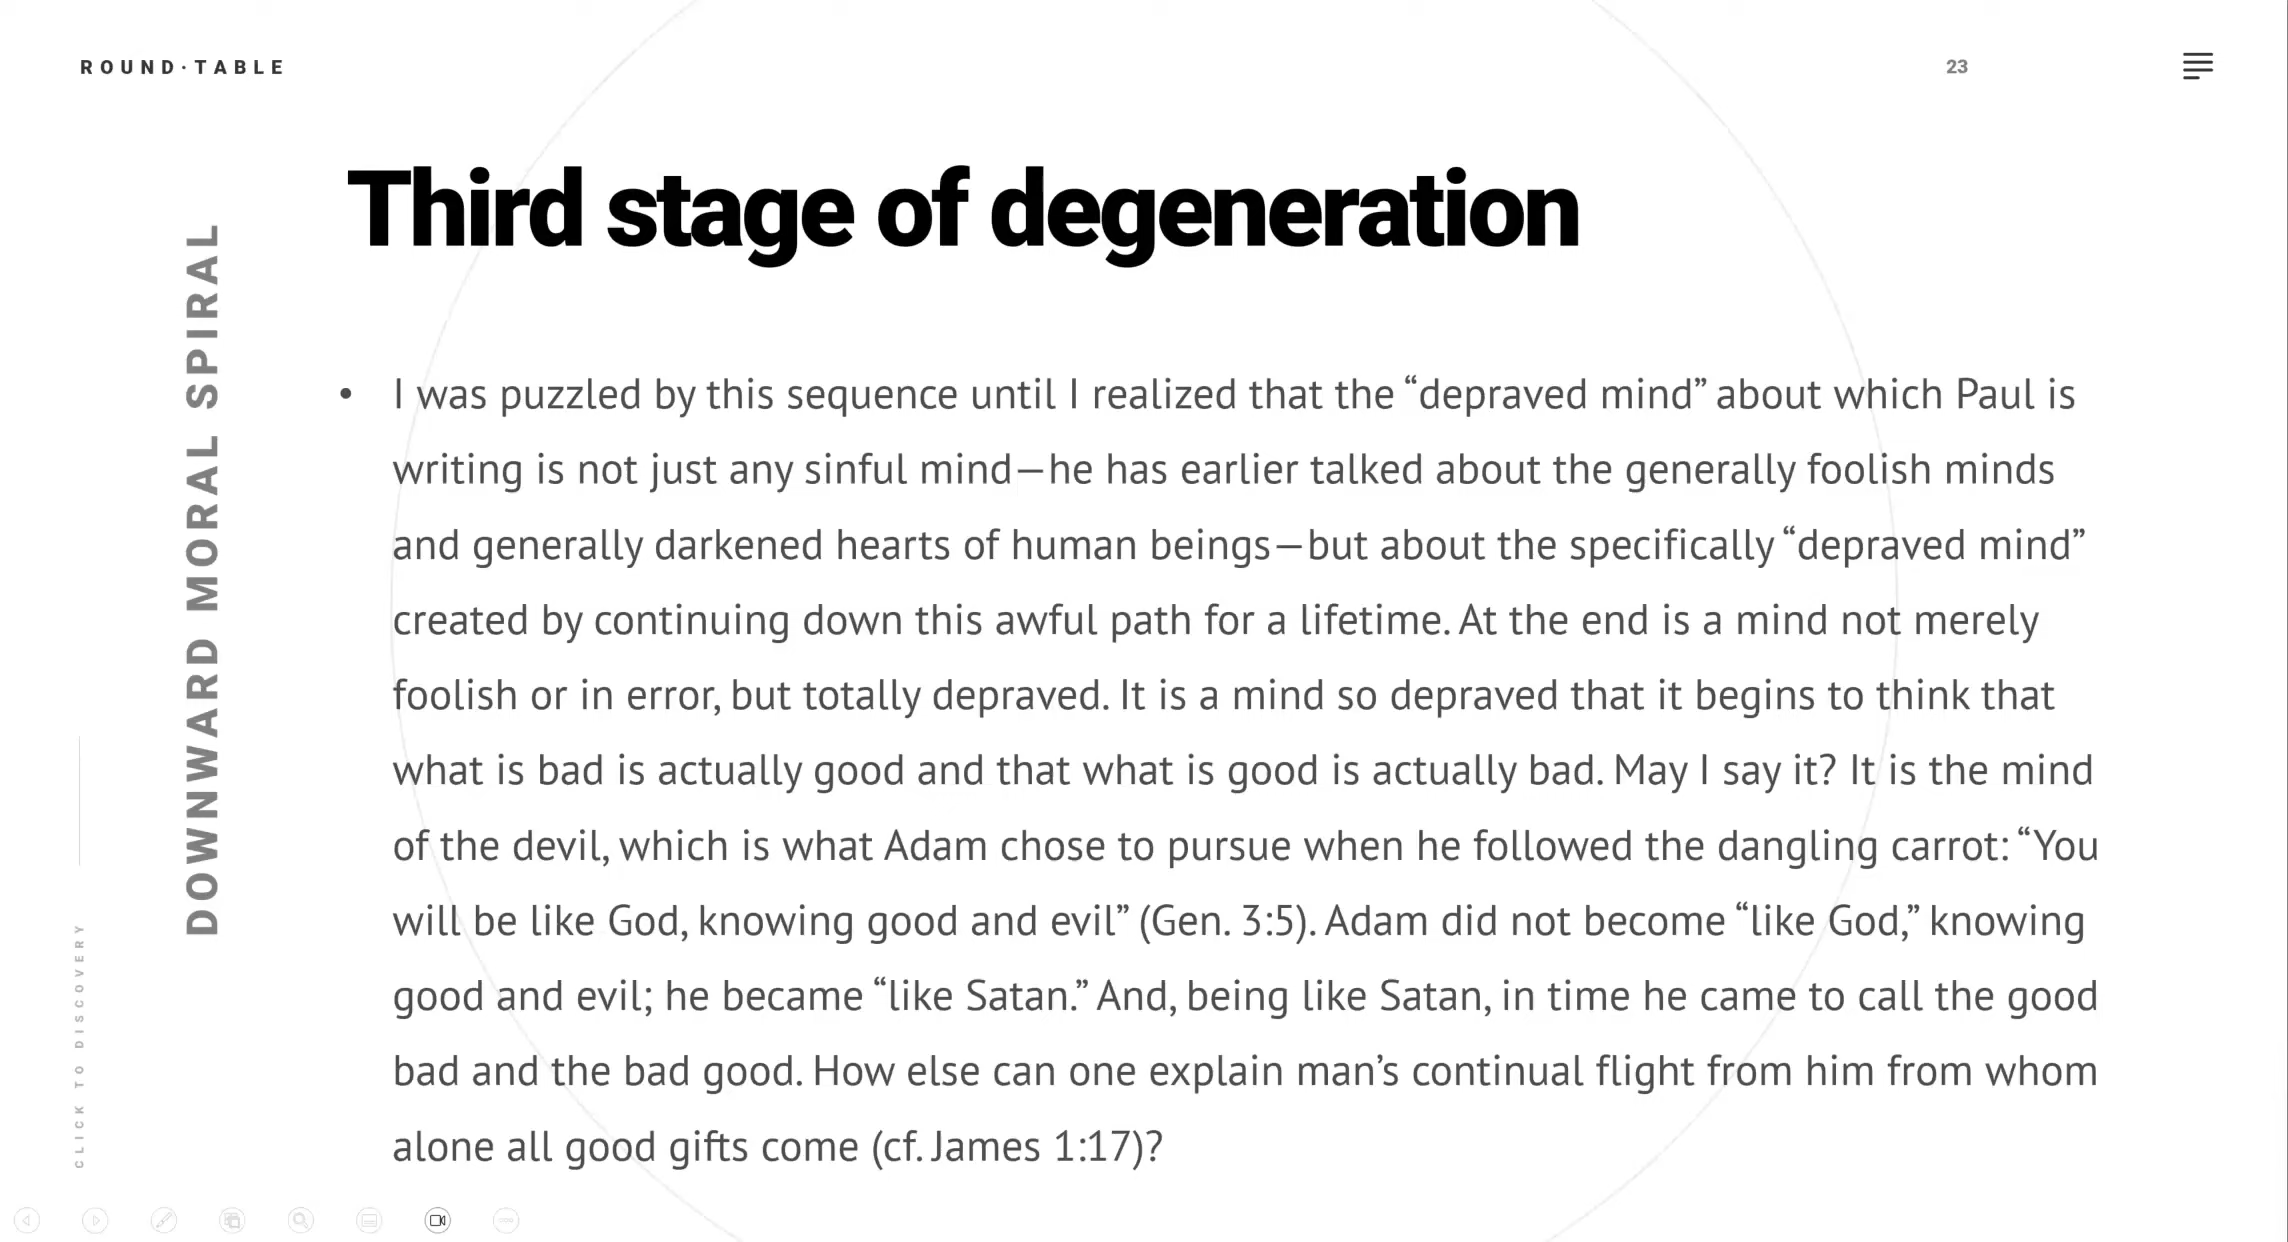 ROUND·TABLE
23
Third stage of degeneration
DOWNWARD MORAL SPIRAL
CLICK TO DISCOVERY
• I was puzzled by this sequence until I realized that the “depraved mind” about which Paul is
writing is not just any sinful mind—he has earlier talked about the generally foolish minds
and generally darkened hearts of human beings—but about the specifically “depraved mind”
created by continuing down this awful path for a lifetime. At the end is a mind not merely
foolish or in error, but totally depraved. It is a mind so depraved that it begins to think that
what is bad is actually good and that what is good is actually bad. May I say it? It is the mind
of the devil, which is what Adam chose to pursue when he followed the dangling carrot: “You
will be like God, knowing good and evil” (Gen. 3:5). Adam did not become “like God,” knowing
good and evil; he became “like Satan.” And, being like Satan, in time he came to call the good
bad and the bad good. How else can one explain man’s continual flight from him from whom
alone all good gifts come (cf. James 1:17)?